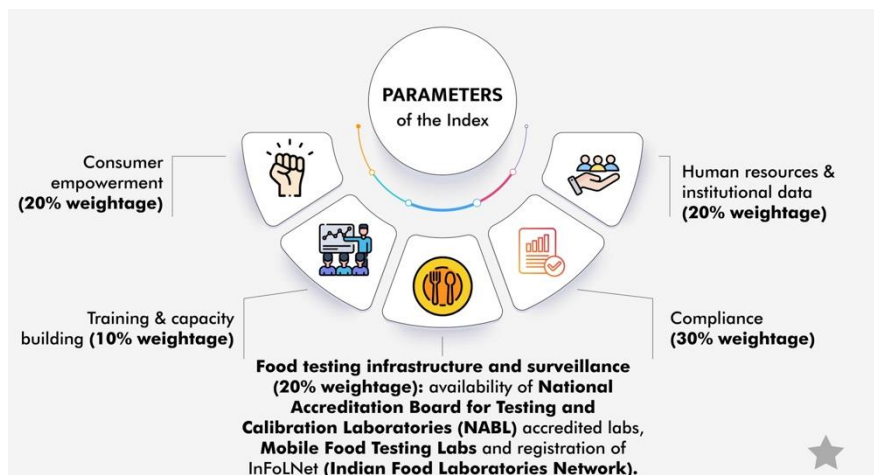 PARAMETERS
of the Index
Consumer
empowerment
(20% weightage)
Human resources &
institutional data
(20% weightage)
Training & capacity
building (10% weightage)
Compliance
(30% weightage)
Food testing infrastructure and surveillance
(20% weightage): availability of National
Accreditation Board for Testing and
Calibration Laboratories (NABL) accredited labs,
Mobile Food Testing Labs and registration of
InFoLNet (Indian Food Laboratories Network).